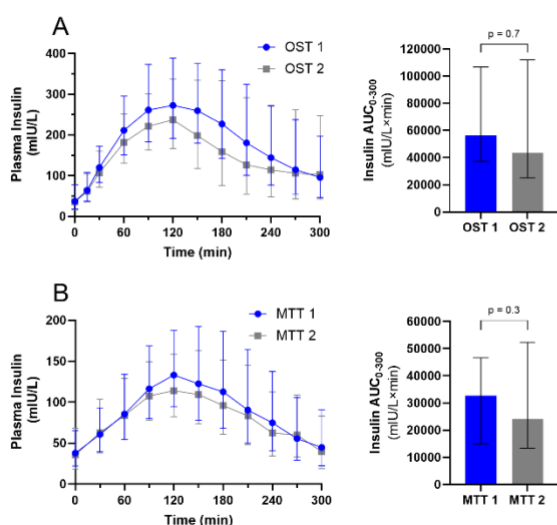 A
OST 1
OST 2
Plasma Insulin
(mIU/L)
400
300
200
100
0
0
60
120
180
240
300
Time (min)
p = 0.7
Insulin AUC0-300
(mIU/L×min)
120000
100000
80000
60000
40000
20000
0
OST 1
OST 2
B
MTT 1
MTT 2
Plasma Insulin
(mIU/L)
200
150
100
50
0
0
60
120
180
240
300
Time (min)
p = 0.3
Insulin AUC0-300
(mIU/L×min)
60000
50000
40000
30000
20000
10000
0
MTT 1
MTT 2